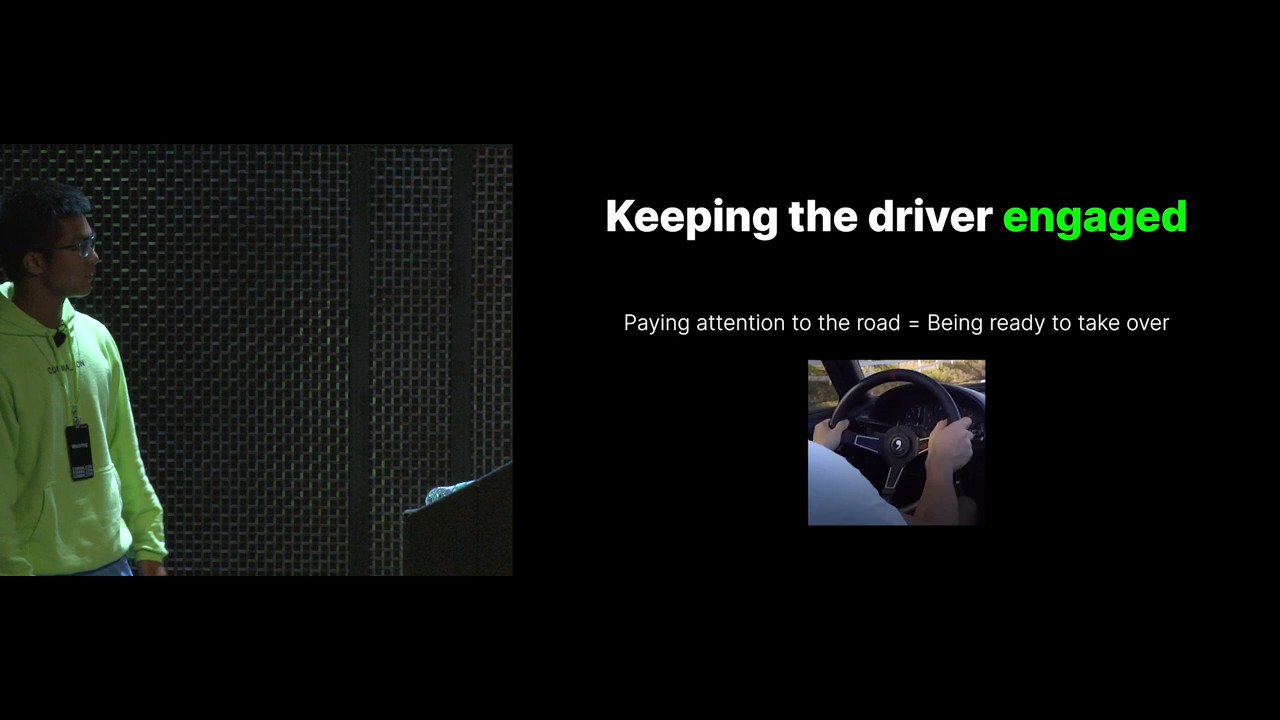 Keeping the driver engaged
Paying attention to the road = Being ready to take over